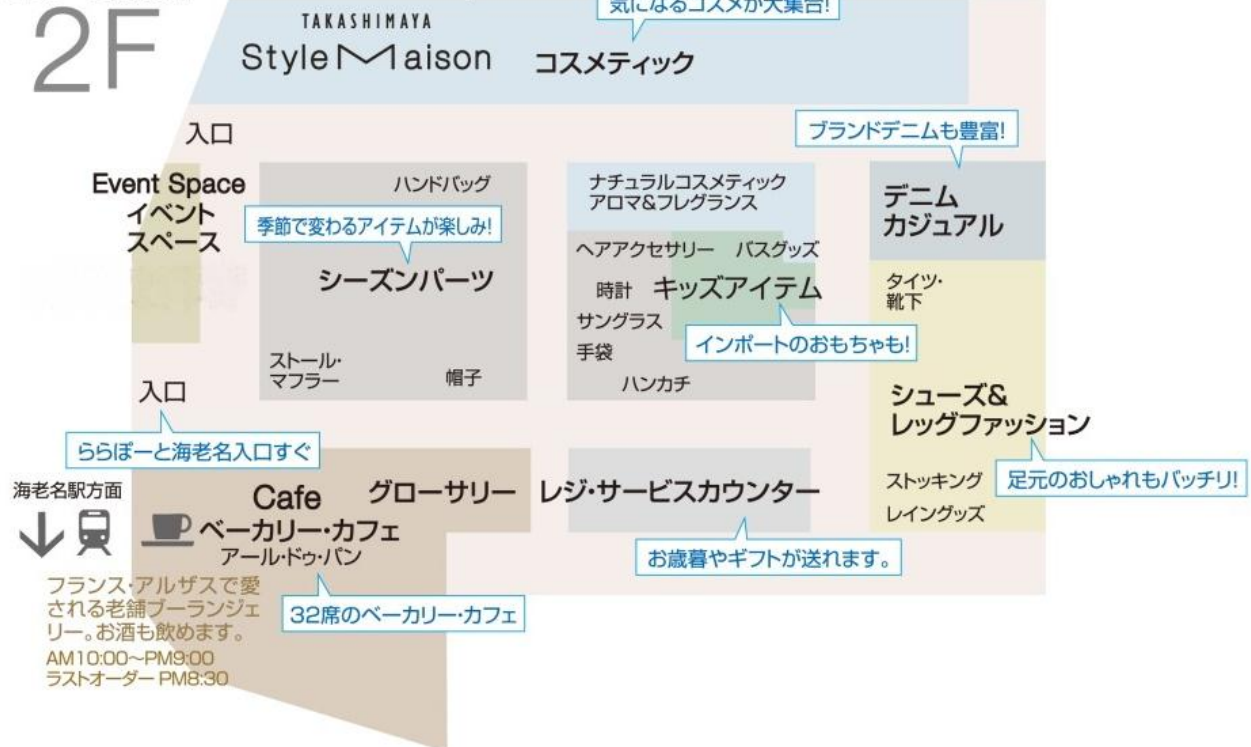 2F
TAKASHIMAYA
Style Maison
気になるコスメが大集合!
コスメティック
入口
ブランドデニムも豊富!
Event Space
イベント
スペース
ハンドバッグ
季節で変わるアイテムが楽しみ!
シーズンパーツ
ストール・
マフラー
帽子
ナチュラルコスメティック
アロマ&フレグランス
ヘアアクセサリー
バスグッズ
時計
キッズアイテム
サングラス
インポートのおもちゃも!
手袋
ハンカチ
デニム
カジュアル
タイツ・
靴下
シューズ&
レッグファッション
足元のおしゃれもバッチリ!
ストッキング
レイングッズ
入口
ららぽーと海老名入口すぐ
海老名駅方面
Cafe
ベーカリー・カフェ
アール・ドゥ・パン
グローサリー
レジ・サービスカウンター
お歳暮やギフトが送れます。
32席のベーカリー・カフェ
フランス・アルザスで愛
される老舗ブーランジェ
リー。お酒も飲めます。
AM10:00〜PM9:00
ラストオーダー PM8:30